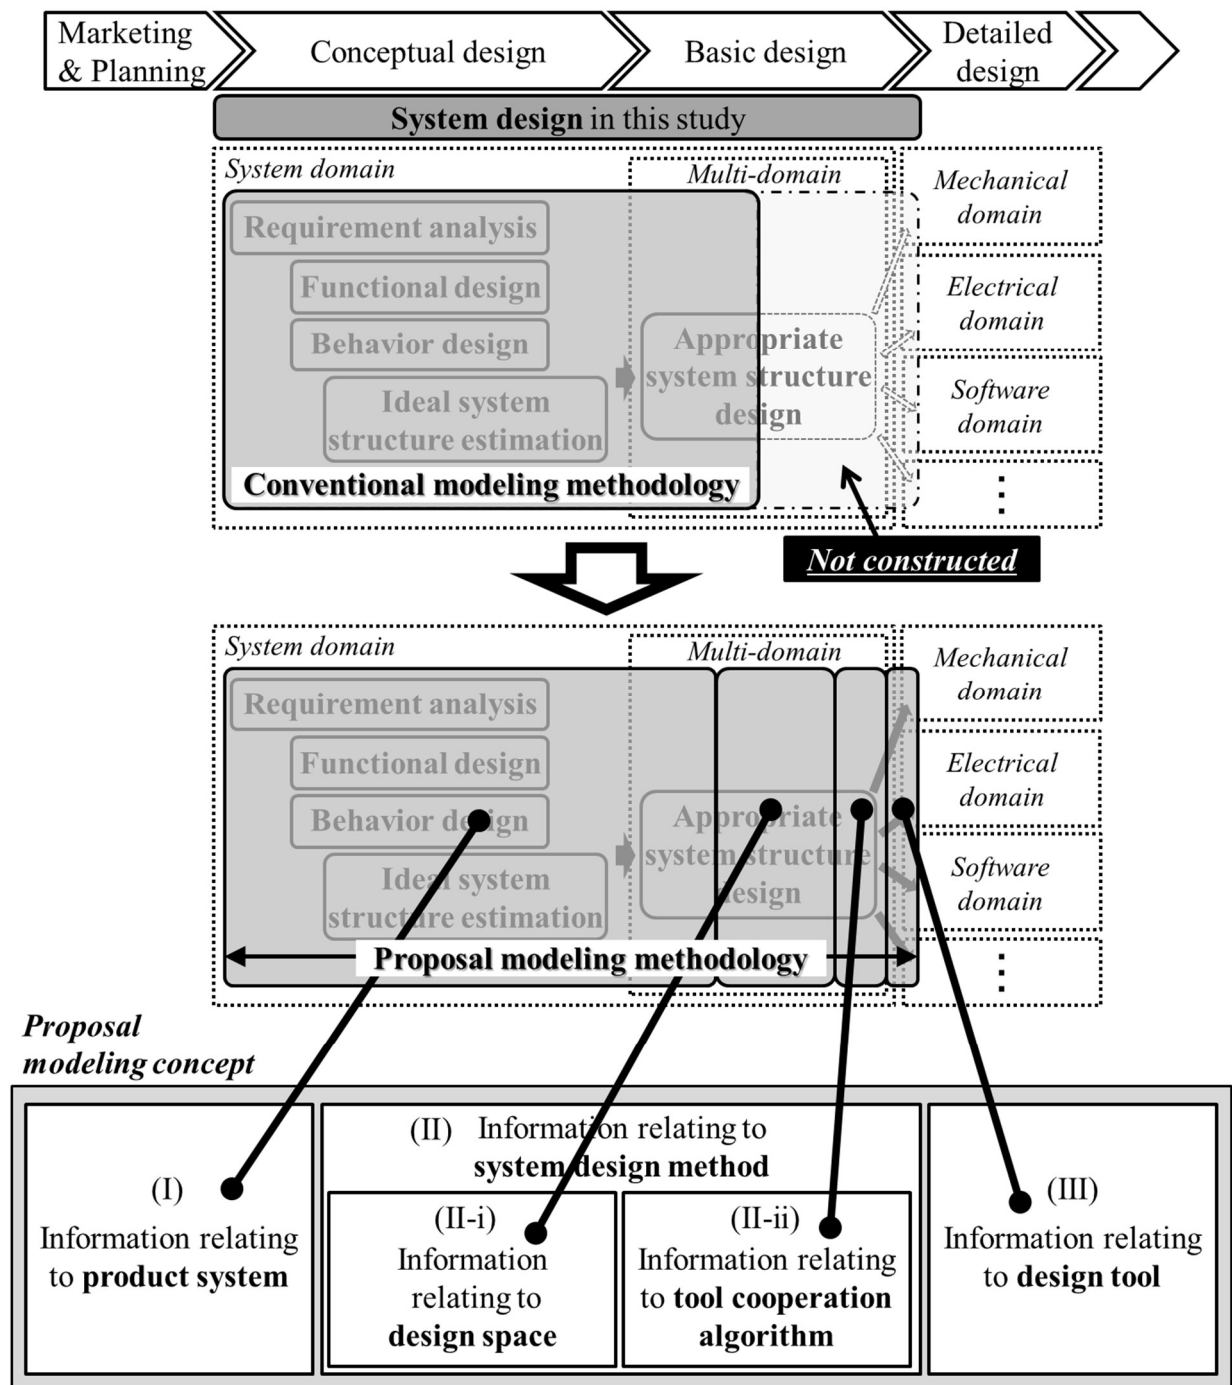 Marketing
& Planning
Conceptual design
Basic design
Detailed
design
System design in this study
System domain
Multi-domain
Mechanical
domain
Requirement analysis
Functional design
Electrical
domain
Behavior design
Appropriate
system structure
design
Ideal system
structure estimation
Software
domain
Conventional modeling methodology
Not constructed
System domain
Multi-domain
Mechanical
domain
Requirement analysis
Functional design
Electrical
domain
Behavior design
Appropriate
system structure
design
Ideal system
structure estimation
Software
domain
Proposal modeling methodology
Proposal
modeling concept
(I)
Information relating
to product system
(II) Information relating to
system design method
(II-i)
Information
relating to
design space
(II-ii)
Information relating
to tool cooperation
algorithm
(III)
Information relating
to design tool